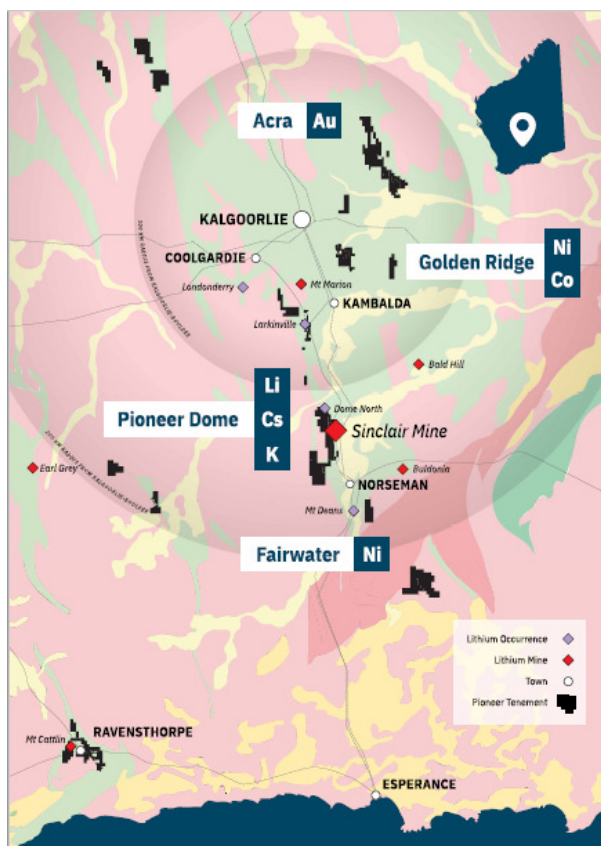 Acra Au
KALGOORLIE
COOLGARDIE
Golden Ridge
Ni
Co
Londonderry
Mt Marion
KAMBALDA
Larkinville
Bald Hill
Li
Cs
K
Pioneer Dome
Dome North
Sinclair Mine
Earl Grey
Buldania
NORSEMAN
Mt Deans
Fairwater Ni
Lithium Occurrence
Lithium Mine
Town
Pioneer Tenement
Mt Cattlin
RAVENSTHORPE
ESPERANCE